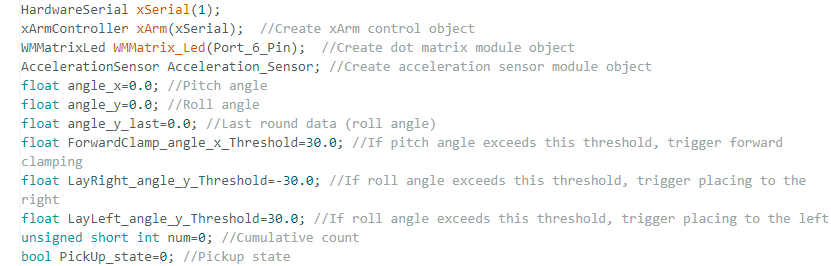 HardwareSerial xSerial(1);
xArmController xArm(xSerial);  //Create xArm control object
WMMatrixLed WMMatrix_Led(Port_6_Pin);  //Create dot matrix module object
AccelerationSensor Acceleration_Sensor; //Create acceleration sensor module object
float angle_x=0.0; //Pitch angle
float angle_y=0.0; //Roll angle
float angle_y_last=0.0; //Last round data (roll angle)
float ForwardClamp_angle_x_Threshold=30.0; //If pitch angle exceeds this threshold, trigger forward
clamping
float LayRight_angle_y_Threshold=-30.0; //If roll angle exceeds this threshold, trigger placing to the
right
float LayLeft_angle_y_Threshold=30.0; //If roll angle exceeds this threshold, trigger placing to the left
unsigned short int num=0; //Cumulative count
bool PickUp_state=0; //Pickup state